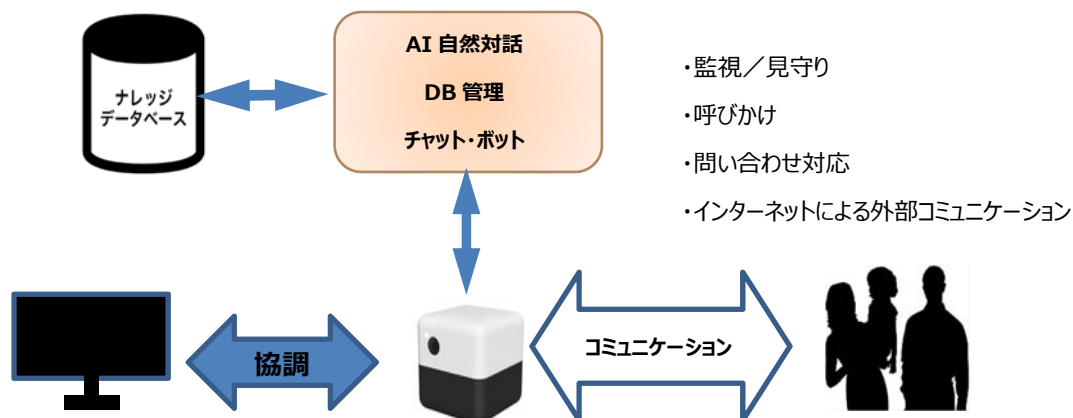 ナレッジ
データベース
AI 自然対話
DB 管理
チャット・ボット
・監視／見守り
・呼びかけ
・問い合わせ対応
・インターネットによる外部コミュニケーション
協調
コミュニケーション